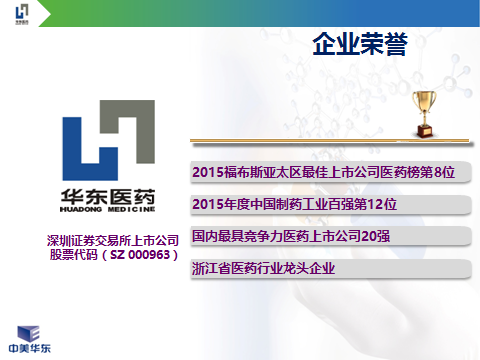 企业荣誉
华东医药
HUADONG MEDICINE
深圳证券交易所上市公司
股票代码（SZ 000963）
2015福布斯亚太区最佳上市公司医药榜第8位
2015年度中国制药工业百强第12位
国内最具竞争力医药上市公司20强
浙江省医药行业龙头企业
中美华东